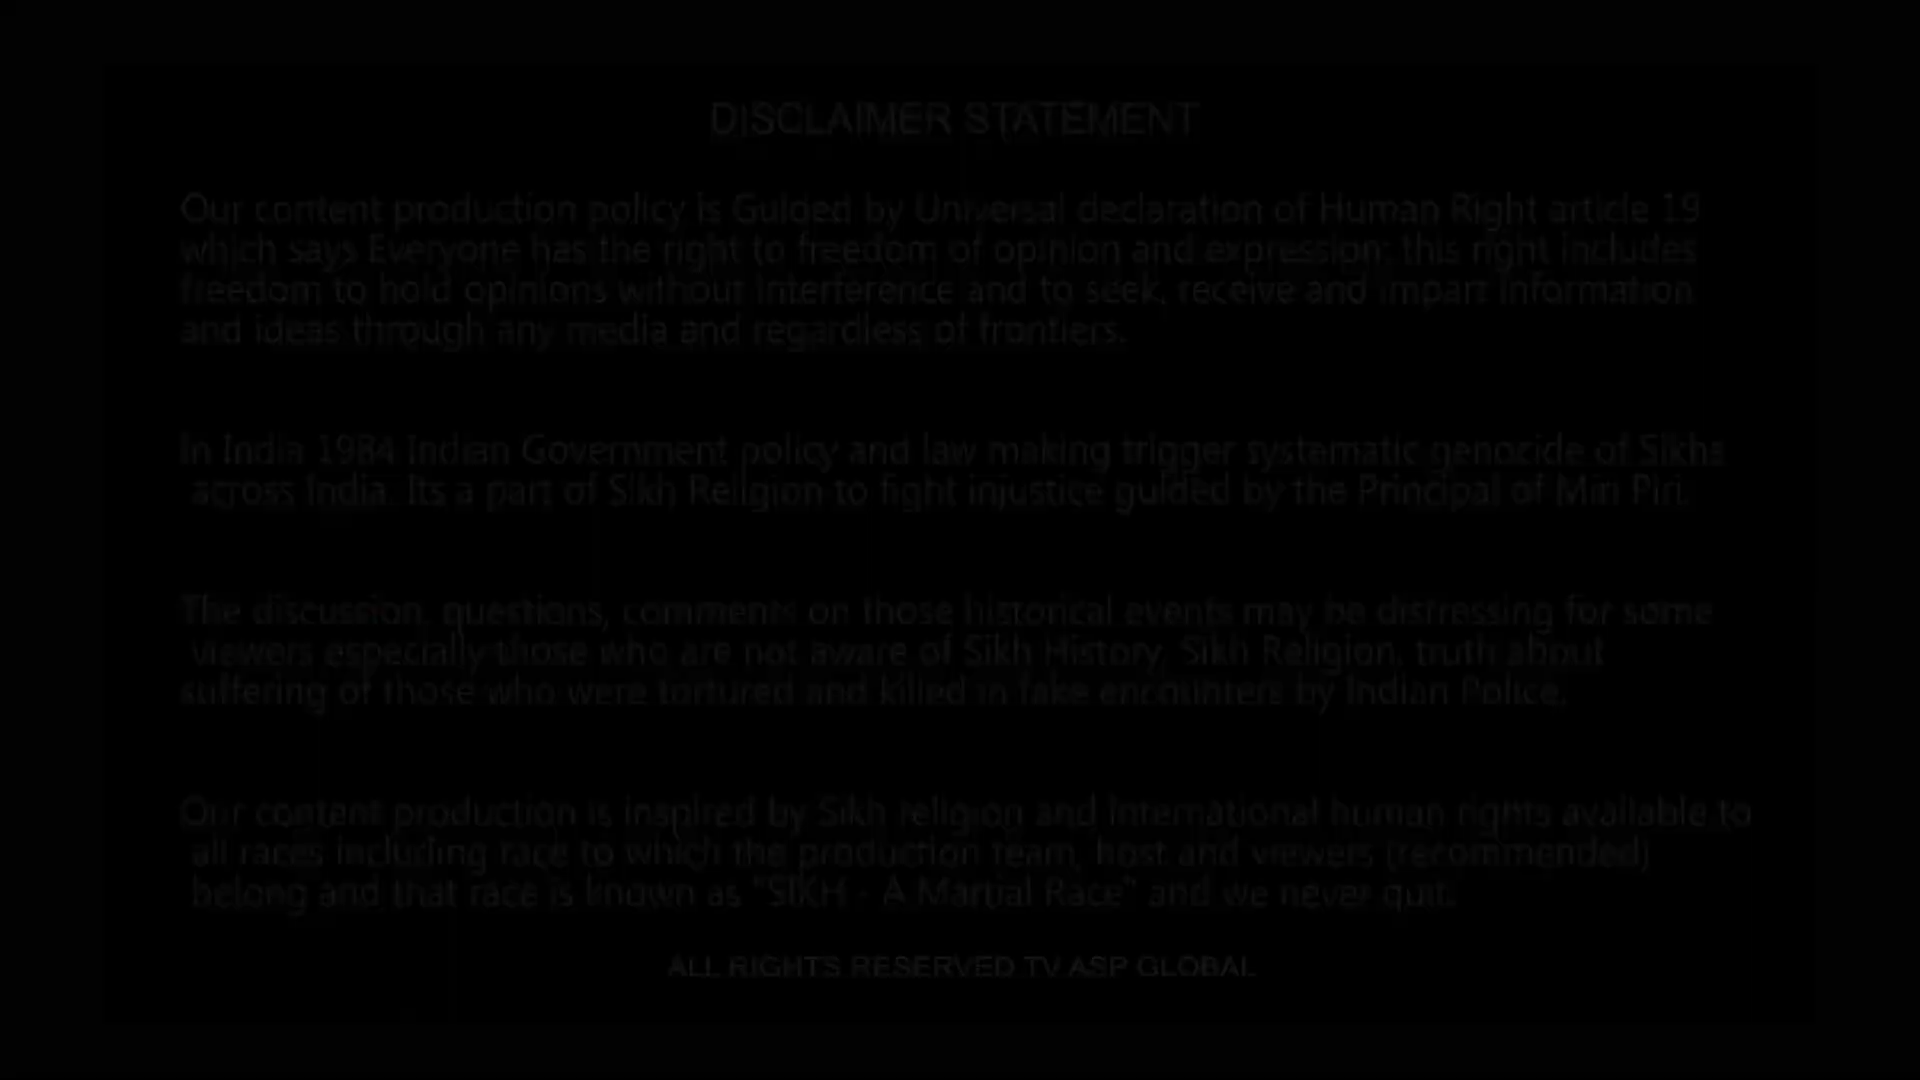 DISCLAIMER STATEMENT
Our content production policy is Guided by Universal declaration of Human Right article 19
which says Everyone has the right to freedom of opinion and expression; this right includes
freedom to hold opinions without interference and to seek, receive and impart information
and ideas through any media and regardless of frontiers.
In India 1984 Indian Government policy and law making trigger systematic genocide of Sikhs
across India. Its a part of Sikh Religion to fight injustice guided by the Principal of Miri Piri.
The discussion, questions, comments on those historical events may be distressing for some
viewers especially those who are not aware of Sikh History, Sikh Religion, truth about
suffering of those who were tortured and killed in fake encounters by Indian Police.
Our content production is inspired by Sikh religion and International human rights available to
all races including race to which the production team, host and viewers (recommended)
belong and that race is known as "SIKH - A Martial Race" and we never quit.
ALL RIGHTS RESERVED TV ASP GLOBAL